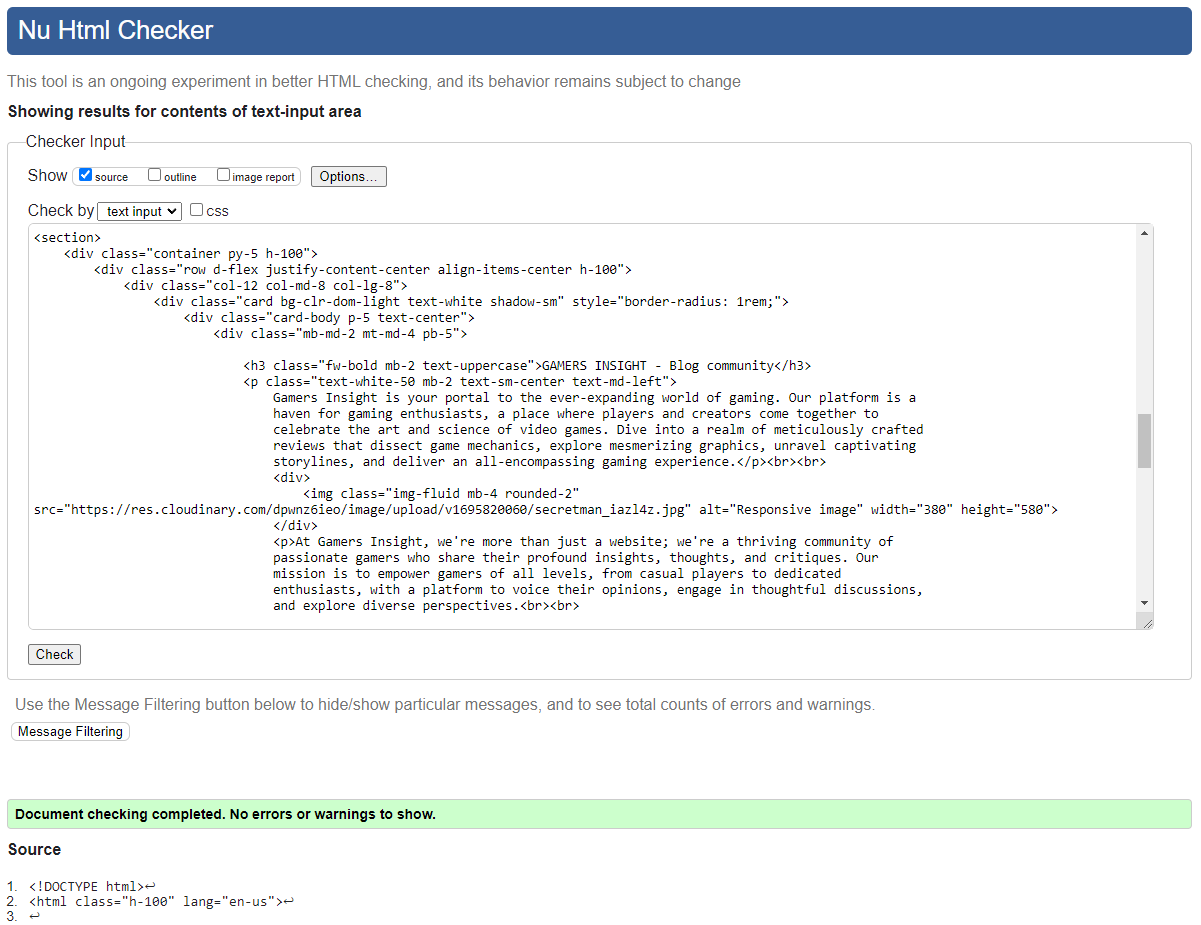 Nu Html Checker
This tool is an ongoing experiment in better HTML checking, and its behavior remains subject to change
Showing results for contents of text-input area
Checker Input
Show source outline image report Options...
Check by text input css
<section>
<div class="container py-5 h-100">
<div class="row d-flex justify-content-center align-items-center h-100">
<div class="col-12 col-md-8 col-lg-8">
<div class="card bg-clr-dom-light text-white shadow-sm" style="border-radius: 1rem;">
<div class="card-body p-5 text-center">
<div class="mb-md-2 mt-md-4 pb-5">
<h3 class="fw-bold mb-2 text-uppercase">GAMERS INSIGHT - Blog community</h3>
<p class="text-white-50 mb-2 text-sm-center text-md-left">
Gamers Insight is your portal to the ever-expanding world of gaming. Our platform is a
haven for gaming enthusiasts, a place where players and creators come together to
celebrate the art and science of video games. Dive into a realm of meticulously crafted
reviews that dissect game mechanics, explore mesmerizing graphics, unravel captivating
storylines, and deliver an all-encompassing gaming experience.</p><br><br>
<div>
<img class="img-fluid mb-4 rounded-2"
src="https://res.cloudinary.com/dpwnz6ieo/image/upload/v1695820060/secretman_iazl4z.jpg" alt="Responsive image" width="380" height="580">
</div>
<p>At Gamers Insight, we're more than just a website; we're a thriving community of
passionate gamers who share their profound insights, thoughts, and critiques. Our
mission is to empower gamers of all levels, from casual players to dedicated
enthusiasts, with a platform to voice their opinions, engage in thoughtful discussions,
and explore diverse perspectives.<br><br>
Check
Use the Message Filtering button below to hide/show particular messages, and to see total counts of errors and warnings.
Message Filtering
Document checking completed. No errors or warnings to show.
Source
1. <!DOCTYPE html>↩
2. <html class="h-100" lang="en-us">↩
3. ↩